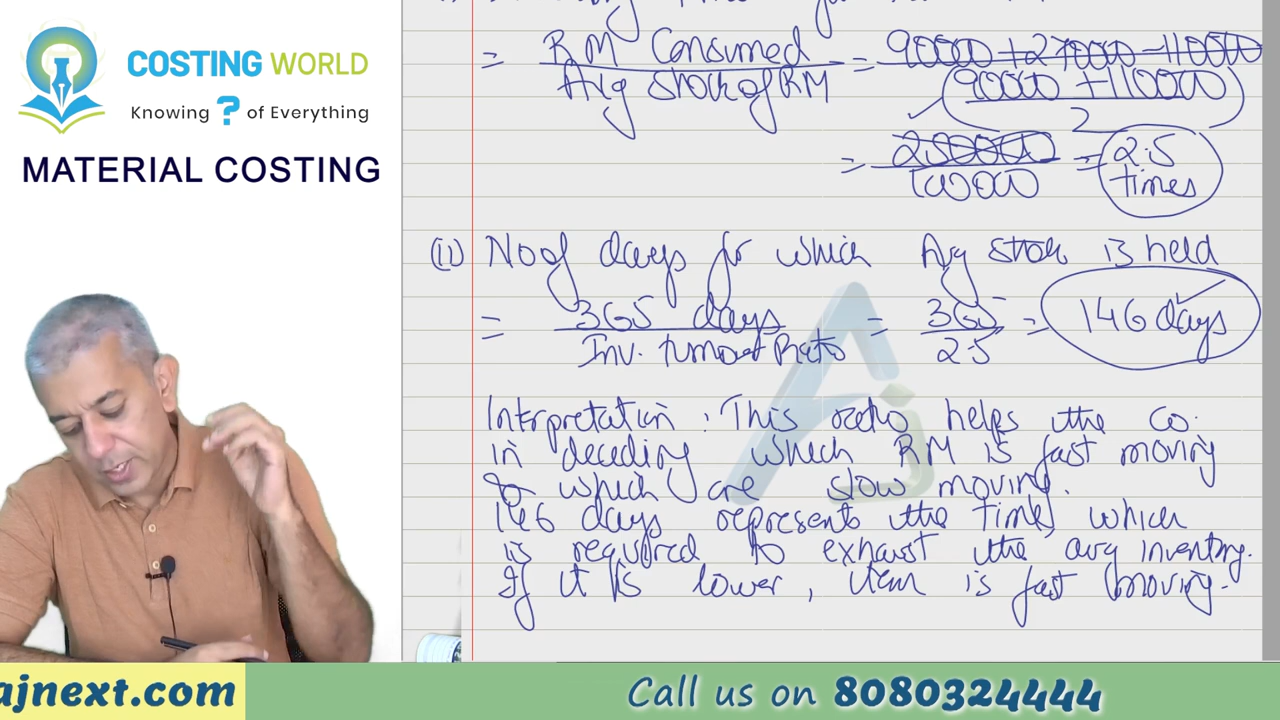 COSTING WORLD
Knowing ? of Everything
MATERIAL COSTING
= RM Consumed / Avg stock of RM = 90000 + 270000 - 110000 / (90000 + 110000) / 2
= 250000 / 100000 = 2.5 times
(ii) No of days for which Avg stock is held
= 365 days / Inv. turnover Ratio = 365 / 2.5 = 146 days
Interpretation : This ratio helps the Co.
in deciding which RM is fast moving
& which are slow moving.
146 days represents the time which
is required to exhaust the avg inventory.
If it is lower, item is fast moving.
ajnext.com
Call us on 8080324444